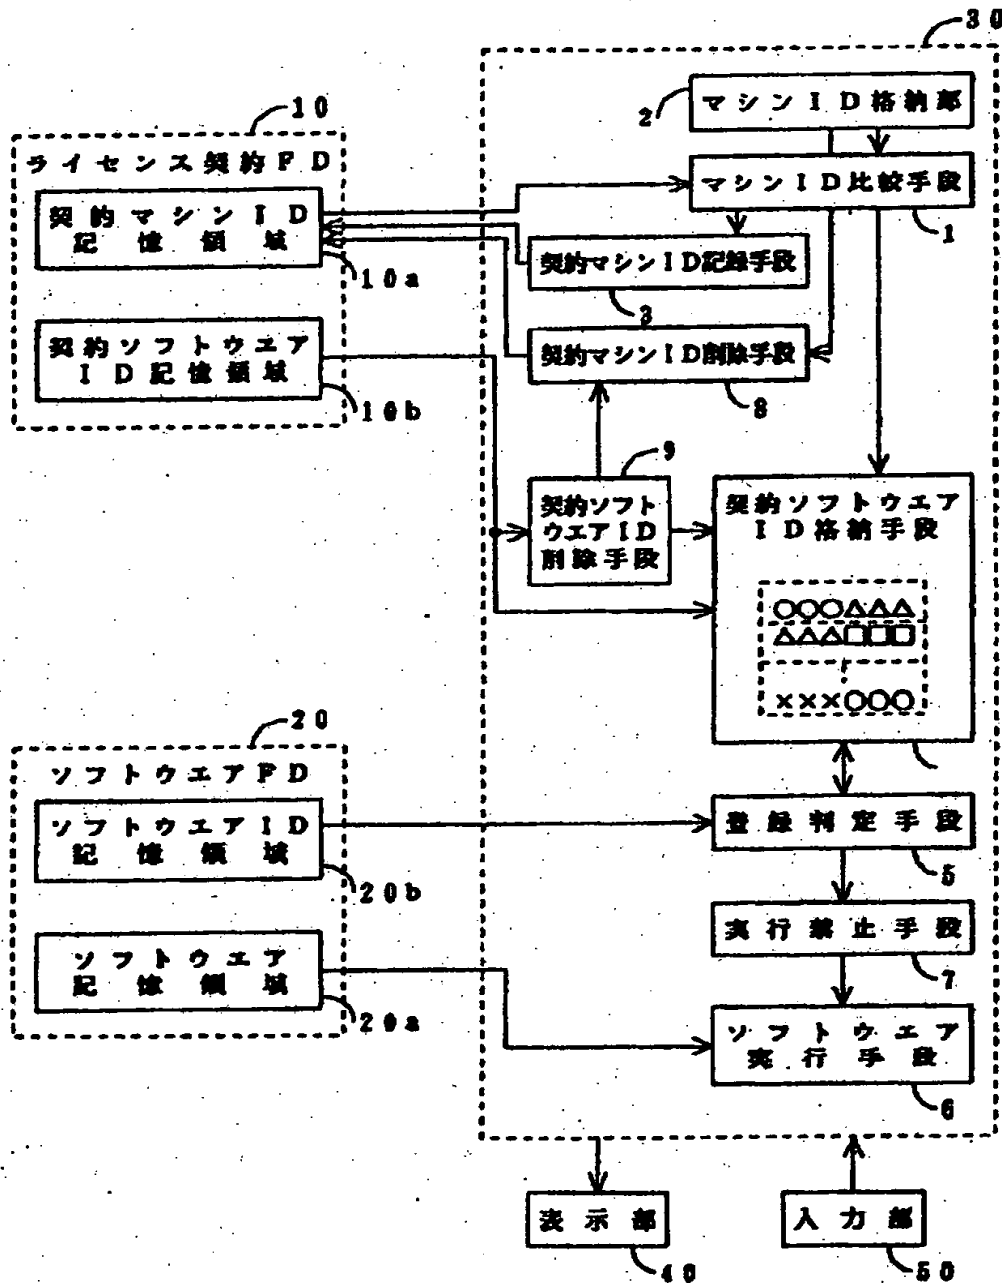 30
2
マシンID格納部
10
ライセンス契約FD
契約マシンID
記憶領域
10a
マシンID比較手段
1
契約マシンID記録手段
3
契約ソフトウエア
ID記憶領域
10b
契約マシンID削除手段
8
9
契約ソフト
ウエアID
削除手段
契約ソフトウエア
ID格納手段
○○○△△△
△△△□□□
×××○○○
20
ソフトウエアFD
ソフトウエアID
記憶領域
20b
登録判定手段
5
実行禁止手段
7
ソフトウエア
記憶領域
20a
ソフトウエア
実行手段
6
表示部
40
入力部
50